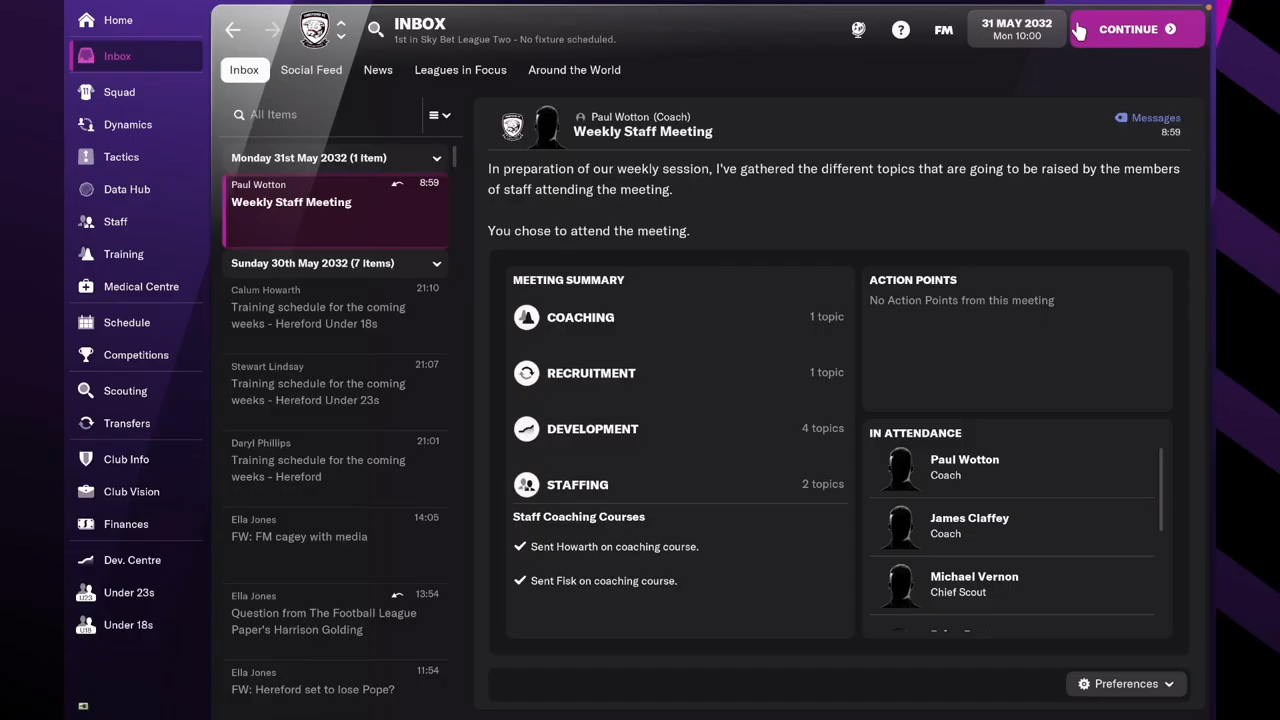 Home
Inbox
Squad
Dynamics
Tactics
Data Hub
Staff
Training
Medical Centre
Schedule
Competitions
Scouting
Transfers
Club Info
Club Vision
Finances
Dev. Centre
Under 23s
Under 18s
INBOX
1st in Sky Bet League Two - No fixture scheduled.
FM
31 MAY 2032
Mon 10:00
CONTINUE
Inbox
Social Feed
News
Leagues in Focus
Around the World
All Items
Monday 31st May 2032 (1 Item)
Paul Wotton 8:59
Weekly Staff Meeting
Sunday 30th May 2032 (7 Items)
Calum Howarth 21:10
Training schedule for the coming
weeks - Hereford Under 18s
Stewart Lindsay 21:07
Training schedule for the coming
weeks - Hereford Under 23s
Daryl Phillips 21:01
Training schedule for the coming
weeks - Hereford
Ella Jones 14:05
FW: FM cagey with media
Ella Jones 13:54
Question from The Football League
Paper's Harrison Golding
Ella Jones 11:54
FW: Hereford set to lose Pope?
Paul Wotton (Coach)
Weekly Staff Meeting
Messages
8:59
In preparation of our weekly session, I've gathered the different topics that are going to be raised by the members
of staff attending the meeting.
You chose to attend the meeting.
MEETING SUMMARY
COACHING 1 topic
RECRUITMENT 1 topic
DEVELOPMENT 4 topics
STAFFING 2 topics
Staff Coaching Courses
Sent Howarth on coaching course.
Sent Fisk on coaching course.
ACTION POINTS
No Action Points from this meeting
IN ATTENDANCE
Paul Wotton
Coach
James Claffey
Coach
Michael Vernon
Chief Scout
Preferences